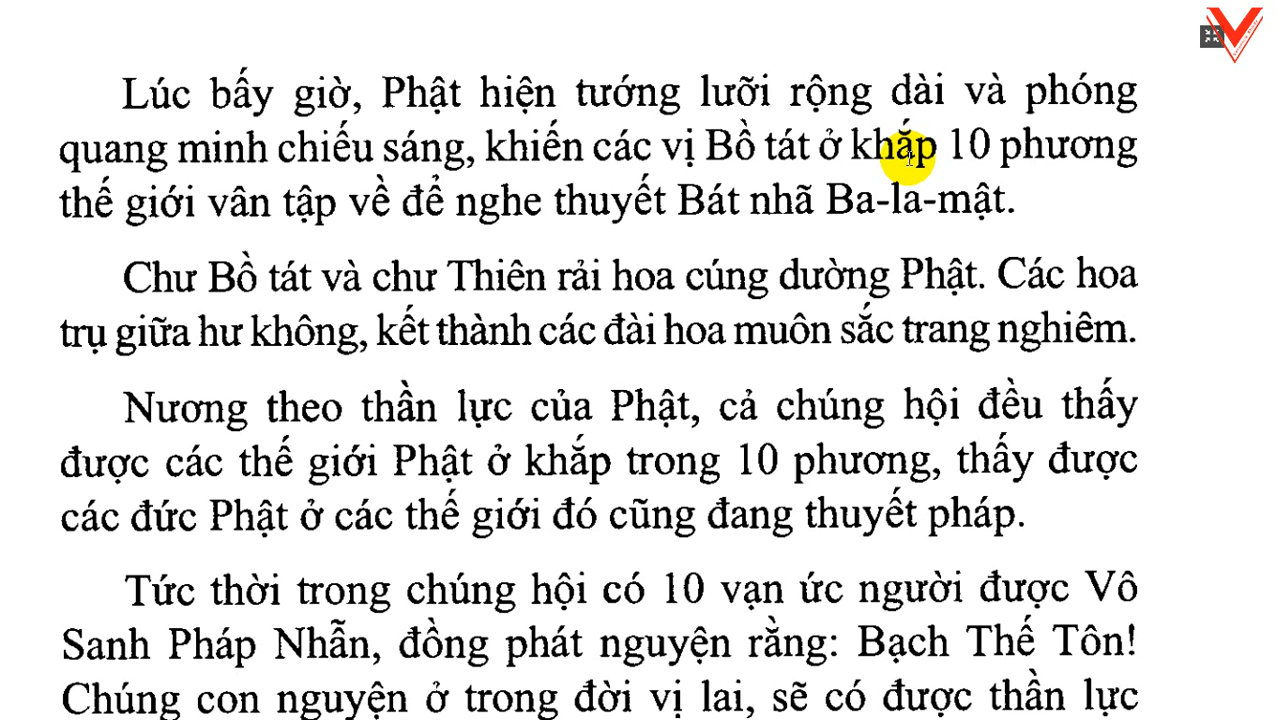 Lúc bấy giờ, Phật hiện tướng lưỡi rộng dài và phóng
quang minh chiếu sáng, khiến các vị Bồ tát ở khắp 10 phương
thế giới vân tập về để nghe thuyết Bát nhã Ba-la-mật.
Chư Bồ tát và chư Thiên rải hoa cúng dường Phật. Các hoa
trụ giữa hư không, kết thành các đài hoa muôn sắc trang nghiêm.
Nương theo thần lực của Phật, cả chúng hội đều thấy
được các thế giới Phật ở khắp trong 10 phương, thấy được
các đức Phật ở các thế giới đó cũng đang thuyết pháp.
Tức thời trong chúng hội có 10 vạn ức người được Vô
Sanh Pháp Nhẫn, đồng phát nguyện rằng: Bạch Thế Tôn!
Chúng con nguyện ở trong đời vị lai, sẽ có được thần lực